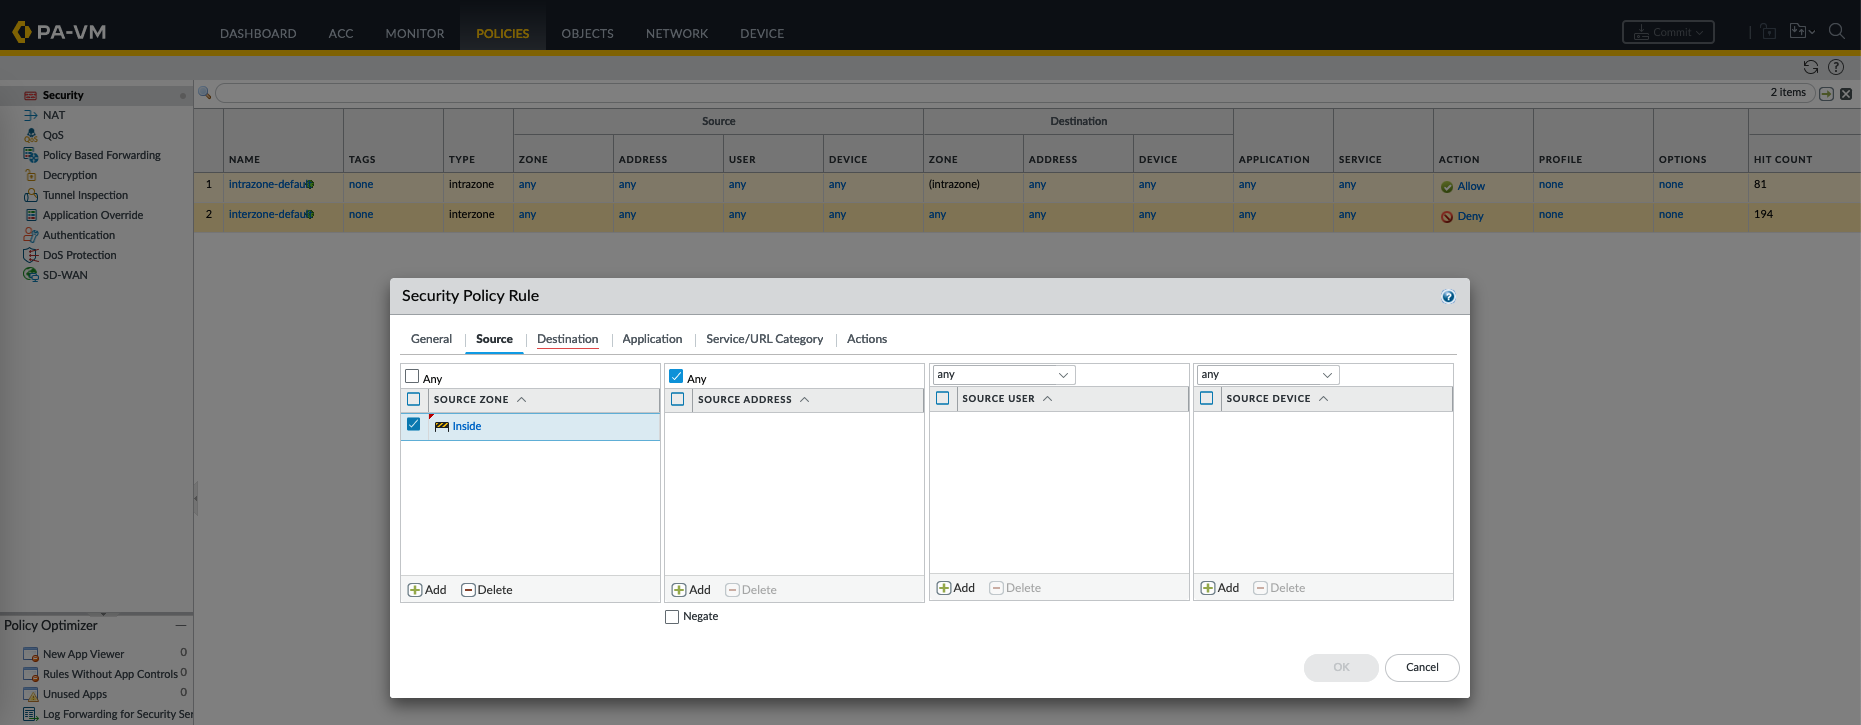 PA-VM
DASHBOARD ACC MONITOR POLICIES OBJECTS NETWORK DEVICE
Commit
Security
NAT
QoS
Policy Based Forwarding
Decryption
Tunnel Inspection
Application Override
Authentication
DoS Protection
SD-WAN
2 items
Source Destination
NAME TAGS TYPE ZONE ADDRESS USER DEVICE ZONE ADDRESS DEVICE APPLICATION SERVICE ACTION PROFILE OPTIONS HIT COUNT
1 intrazone-default none intrazone any any any any (intrazone) any any any any Allow none none 81
2 interzone-default none interzone any any any any any any any any any Deny none none 194
Security Policy Rule
General Source Destination Application Service/URL Category Actions
Any Any any any
SOURCE ZONE SOURCE ADDRESS SOURCE USER SOURCE DEVICE
Inside
Add Delete Add Delete Add Delete Add Delete
Negate
OK Cancel
Policy Optimizer
New App Viewer 0
Rules Without App Controls 0
Unused Apps 0
Log Forwarding for Security Ser